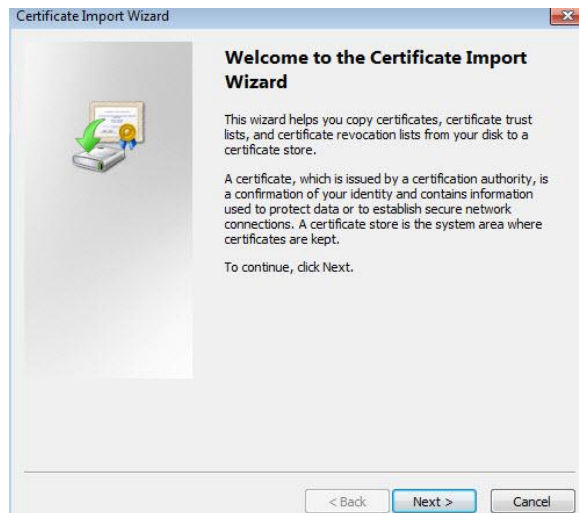 Certificate Import Wizard
Welcome to the Certificate Import
Wizard
This wizard helps you copy certificates, certificate trust
lists, and certificate revocation lists from your disk to a
certificate store.
A certificate, which is issued by a certification authority, is
a confirmation of your identity and contains information
used to protect data or to establish secure network
connections. A certificate store is the system area where
certificates are kept.
To continue, click Next.
< Back Next > Cancel